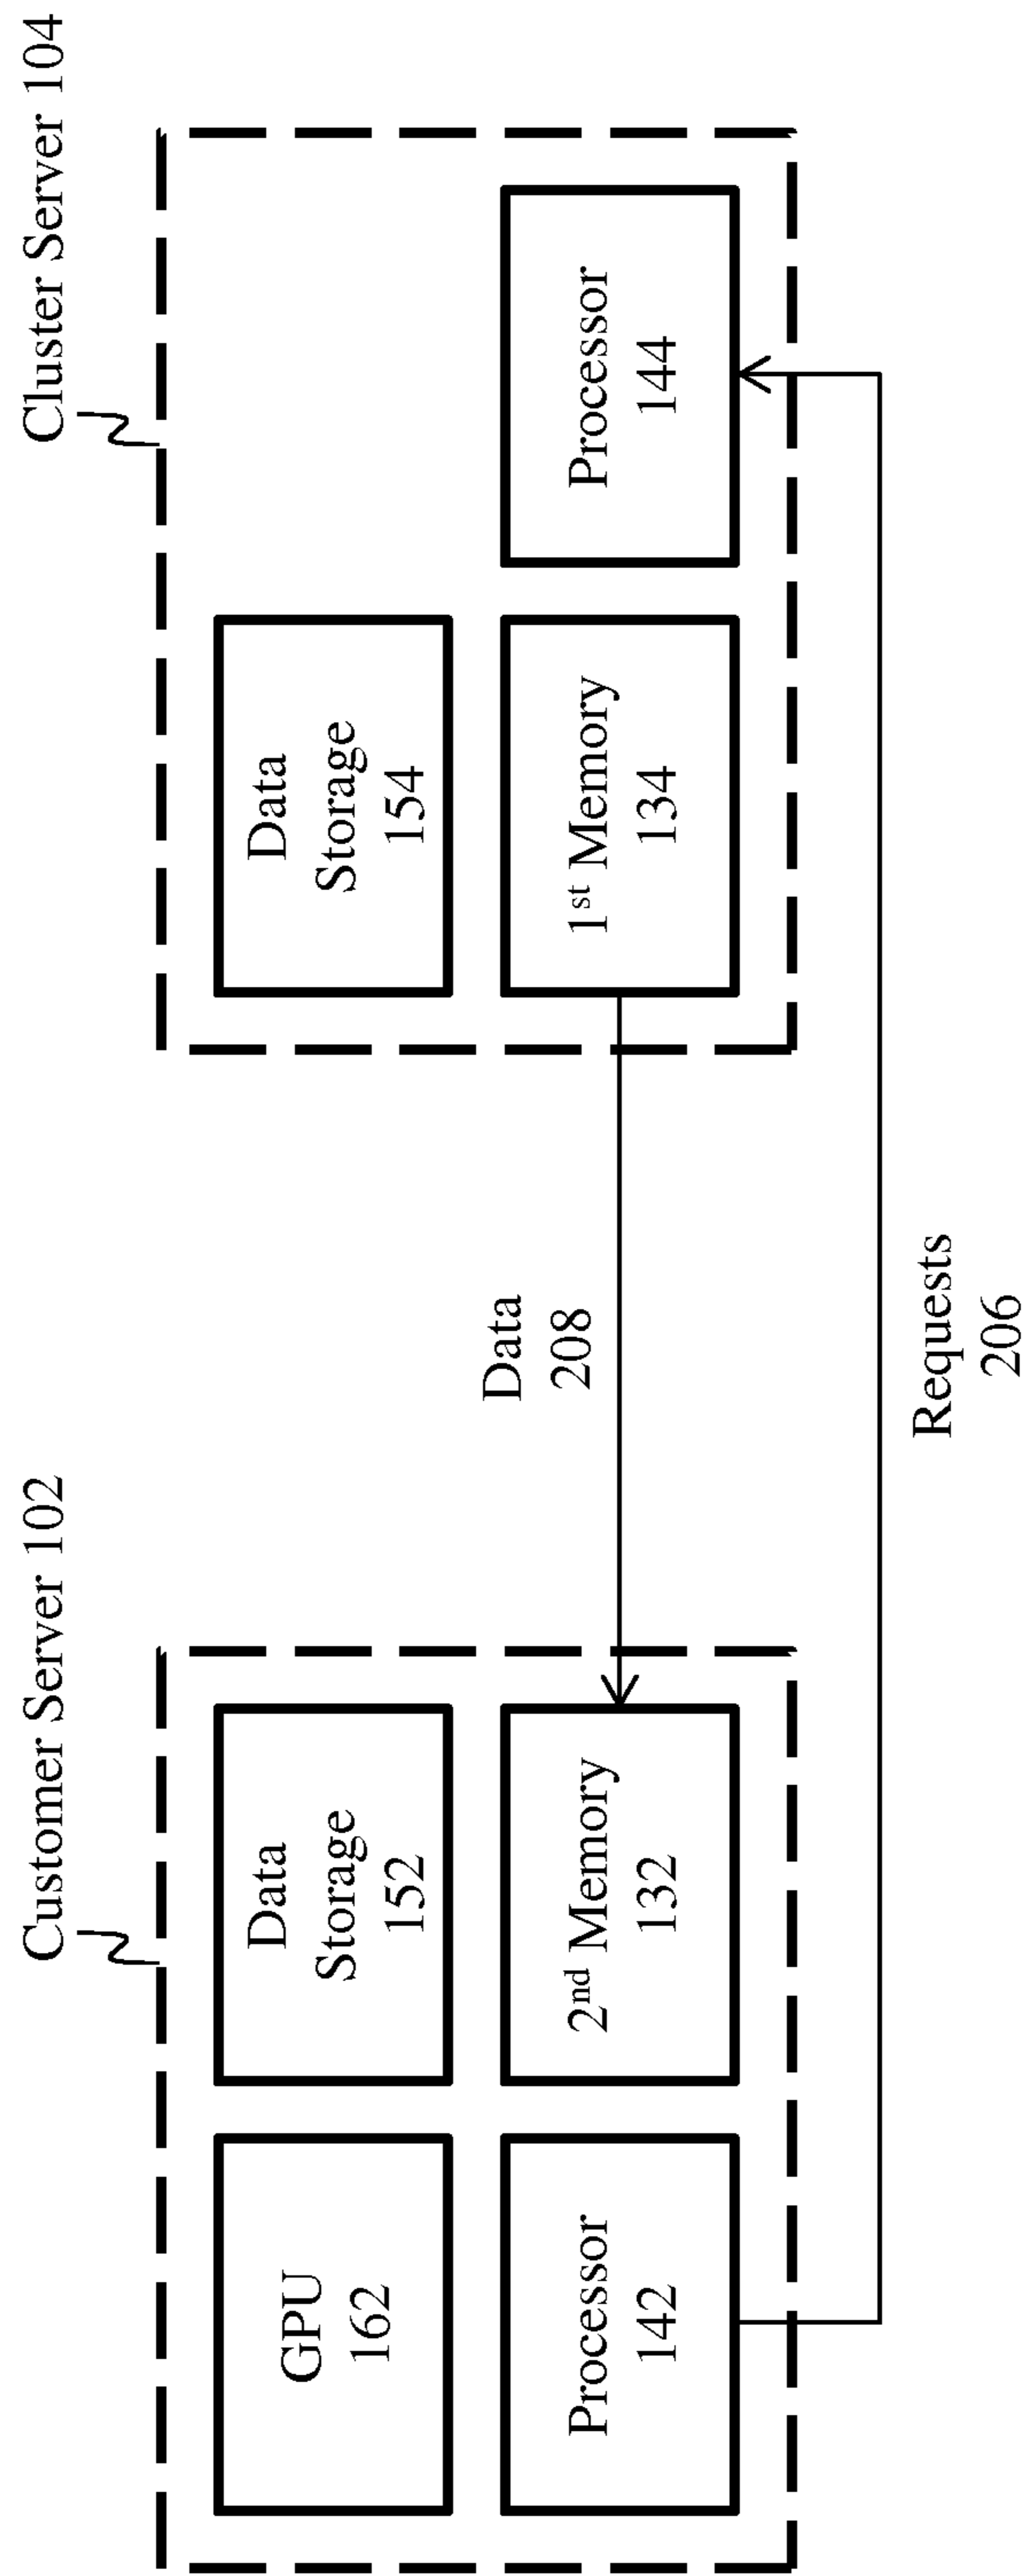 Customer Server 102
Cluster Server 104
GPU
162
Data
Storage
152
Data
Storage
154
Processor
142
2nd Memory
132
Data
208
1st Memory
134
Processor
144
Requests
206